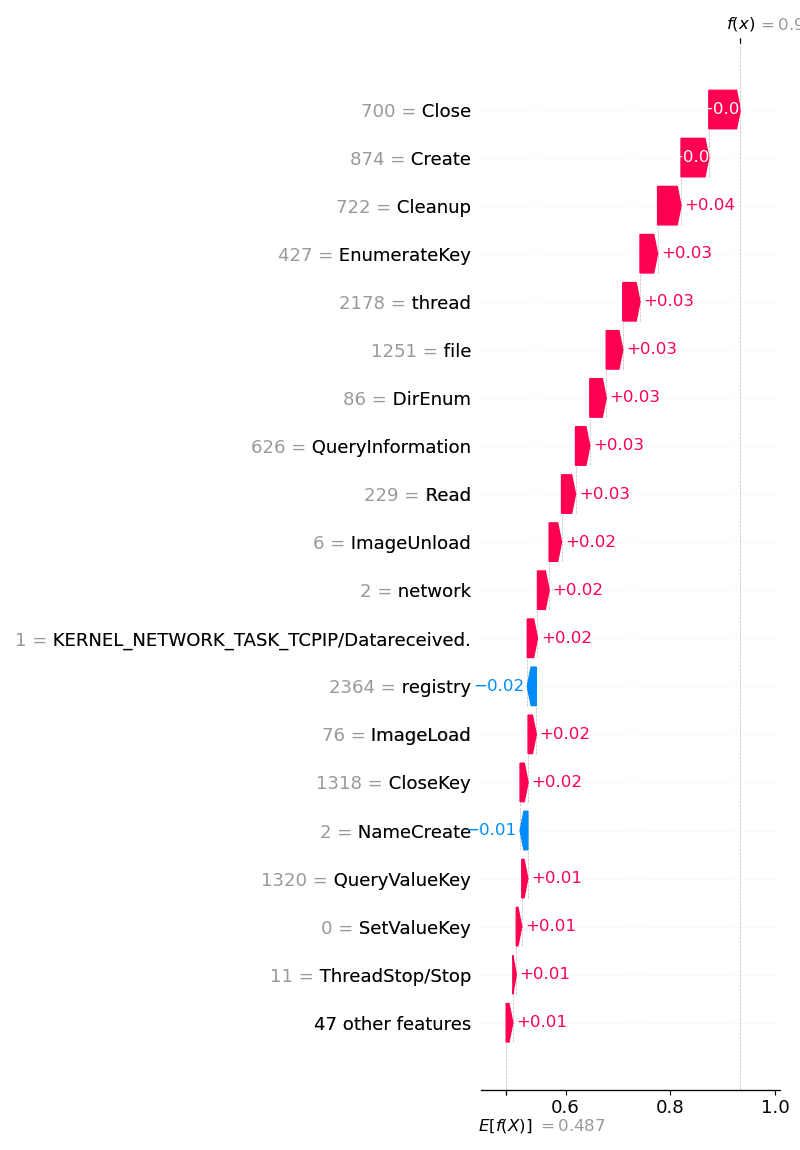 f(x) = 0.9
700 = Close
874 = Create
722 = Cleanup +0.04
427 = EnumerateKey +0.03
2178 = thread +0.03
1251 = file +0.03
86 = DirEnum +0.03
626 = QueryInformation +0.03
229 = Read +0.03
6 = ImageUnload +0.02
2 = network +0.02
1 = KERNEL_NETWORK_TASK_TCPIP/Datareceived. +0.02
2364 = registry −0.02
76 = ImageLoad +0.02
1318 = CloseKey +0.02
2 = NameCreate −0.01
1320 = QueryValueKey +0.01
0 = SetValueKey +0.01
11 = ThreadStop/Stop +0.01
47 other features +0.01
0.6 0.8 1.0
E[f(X)] = 0.487